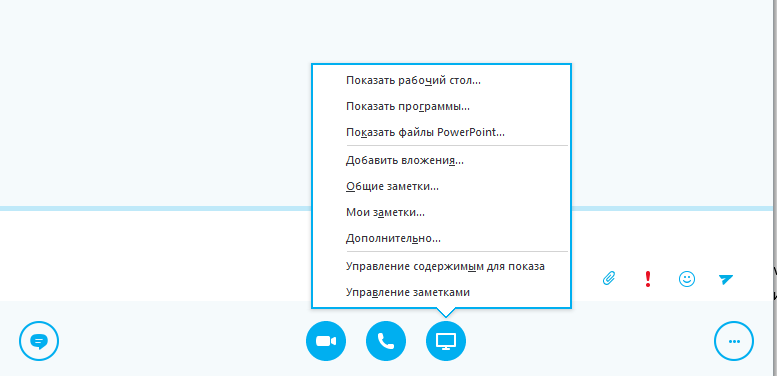 Показать рабочий стол...
Показать программы...
Показать файлы PowerPoint...
Добавить вложения...
Общие заметки...
Мои заметки...
Дополнительно...
Управление содержимым для показа
Управление заметками